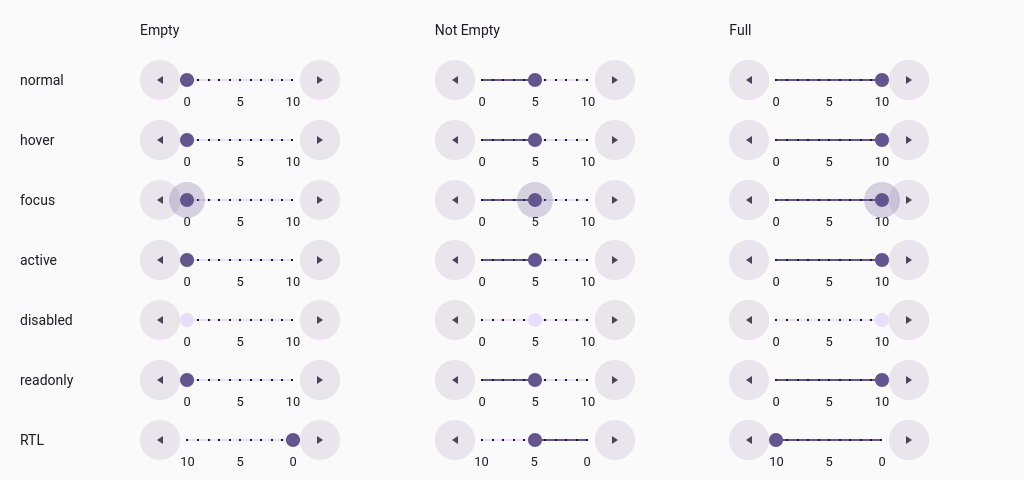 Empty Not Empty Full
normal
0 5 10 0 5 10 0 5 10
hover
0 5 10 0 5 10 0 5 10
focus
0 5 10 0 5 10 0 5 10
active
0 5 10 0 5 10 0 5 10
disabled
0 5 10 0 5 10 0 5 10
readonly
0 5 10 0 5 10 0 5 10
RTL
10 5 0 10 5 0 10 5 0